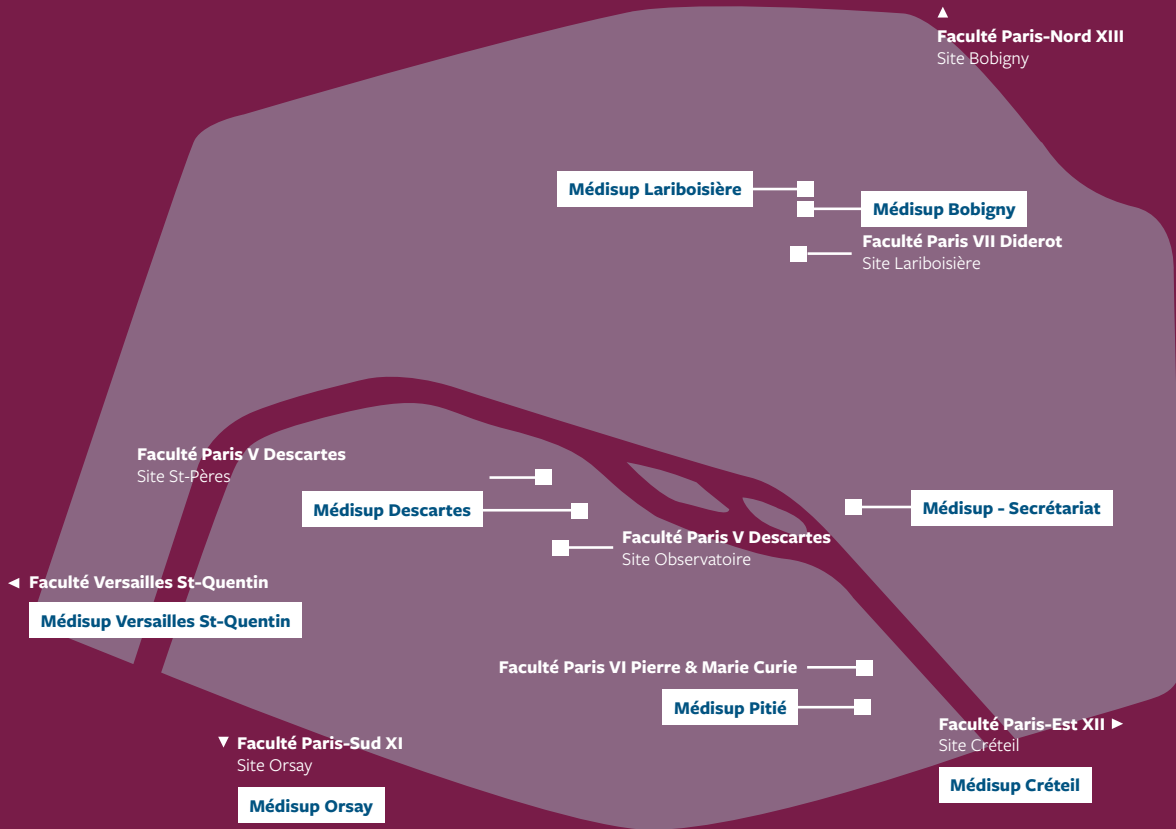 ▲
Faculté Paris-Nord XIII
Site Bobigny
Médisup Lariboisière
Médisup Bobigny
Faculté Paris VII Diderot
Site Lariboisière
Faculté Paris V Descartes
Site St-Pères
Médisup Descartes
Médisup - Secrétariat
Faculté Paris V Descartes
Site Observatoire
◄ Faculté Versailles St-Quentin
Médisup Versailles St-Quentin
Faculté Paris VI Pierre & Marie Curie
Médisup Pitié
Faculté Paris-Est XII ►
Site Créteil
Médisup Créteil
▼ Faculté Paris-Sud XI
Site Orsay
Médisup Orsay